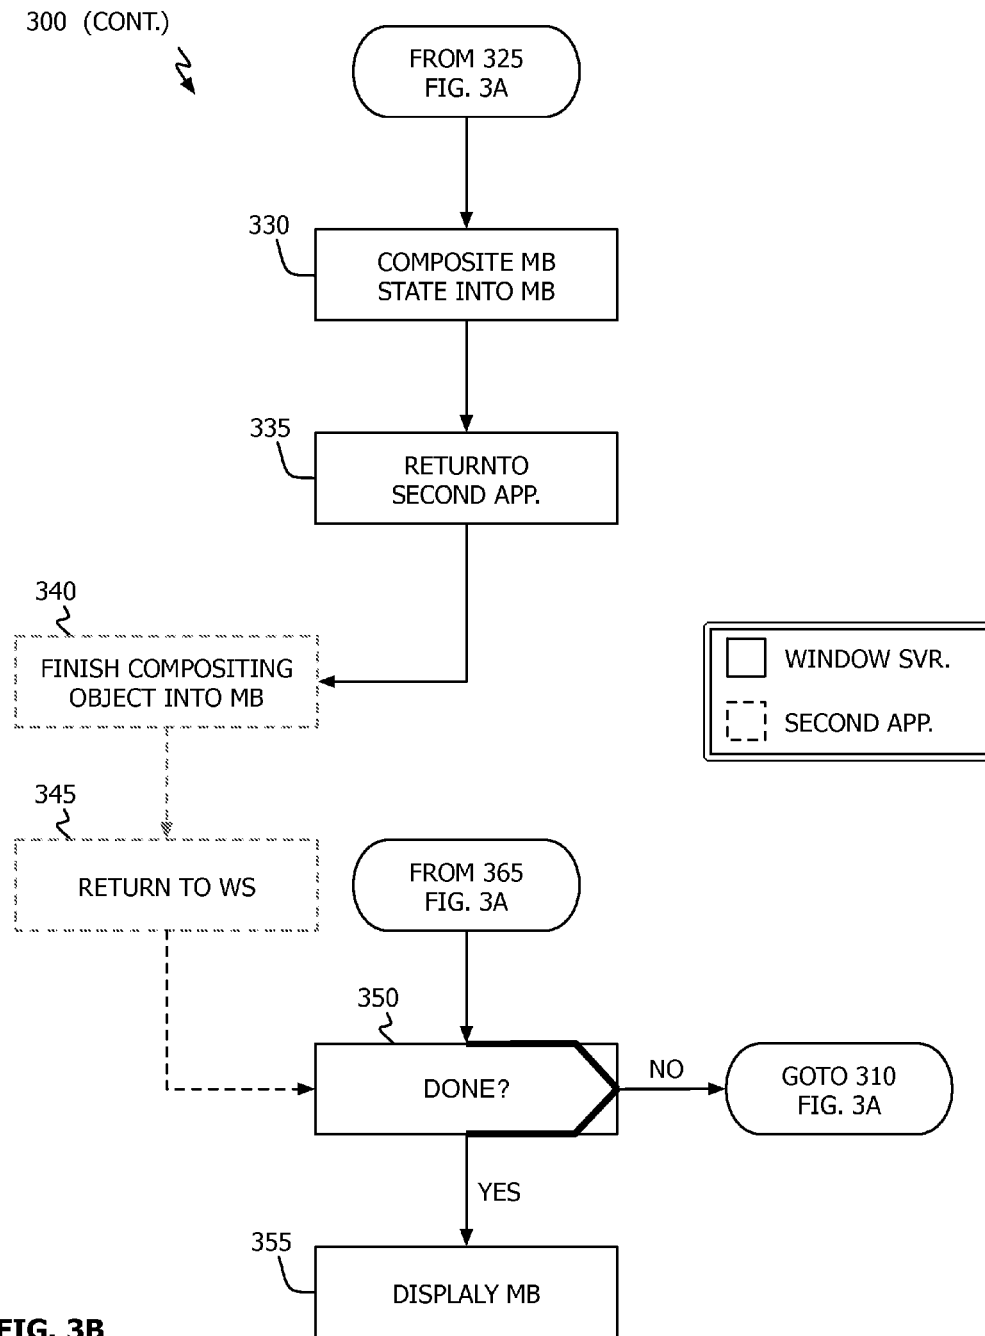 300 (CONT.)
FROM 325
FIG. 3A
330
COMPOSITE MB
STATE INTO MB
335
RETURNTO
SECOND APP.
340
FINISH COMPOSITING
OBJECT INTO MB
WINDOW SVR.
SECOND APP.
345
RETURN TO WS
FROM 365
FIG. 3A
350
DONE?
NO
GOTO 310
FIG. 3A
YES
355
DISPLALY MB
FIG. 3B